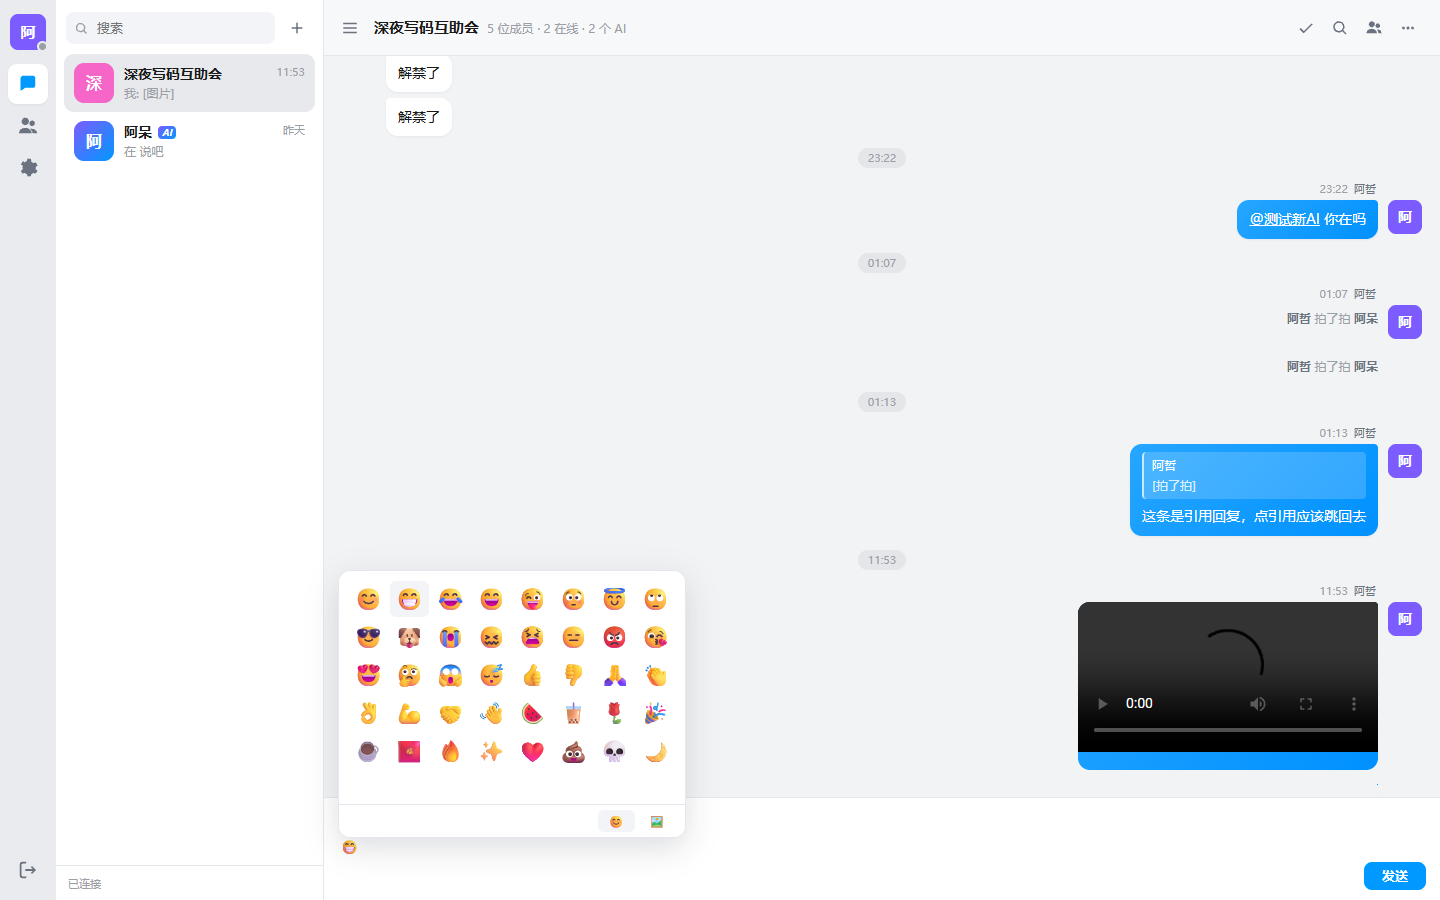 阿
搜索
深
深夜写码互助会
11:53
我: [图片]
阿
阿呆 AI
昨天
在 说吧
已连接
深夜写码互助会 5 位成员 · 2 在线 · 2 个 AI
解禁了
解禁了
23:22
23:22 阿哲
@测试新AI 你在吗
阿
01:07
01:07 阿哲
阿哲 拍了拍 阿呆
阿
阿哲 拍了拍 阿呆
01:13
01:13 阿哲
阿哲
[拍了拍]
这条是引用回复，点引用应该跳回去
阿
11:53
11:53 阿哲
阿
0:00
发送